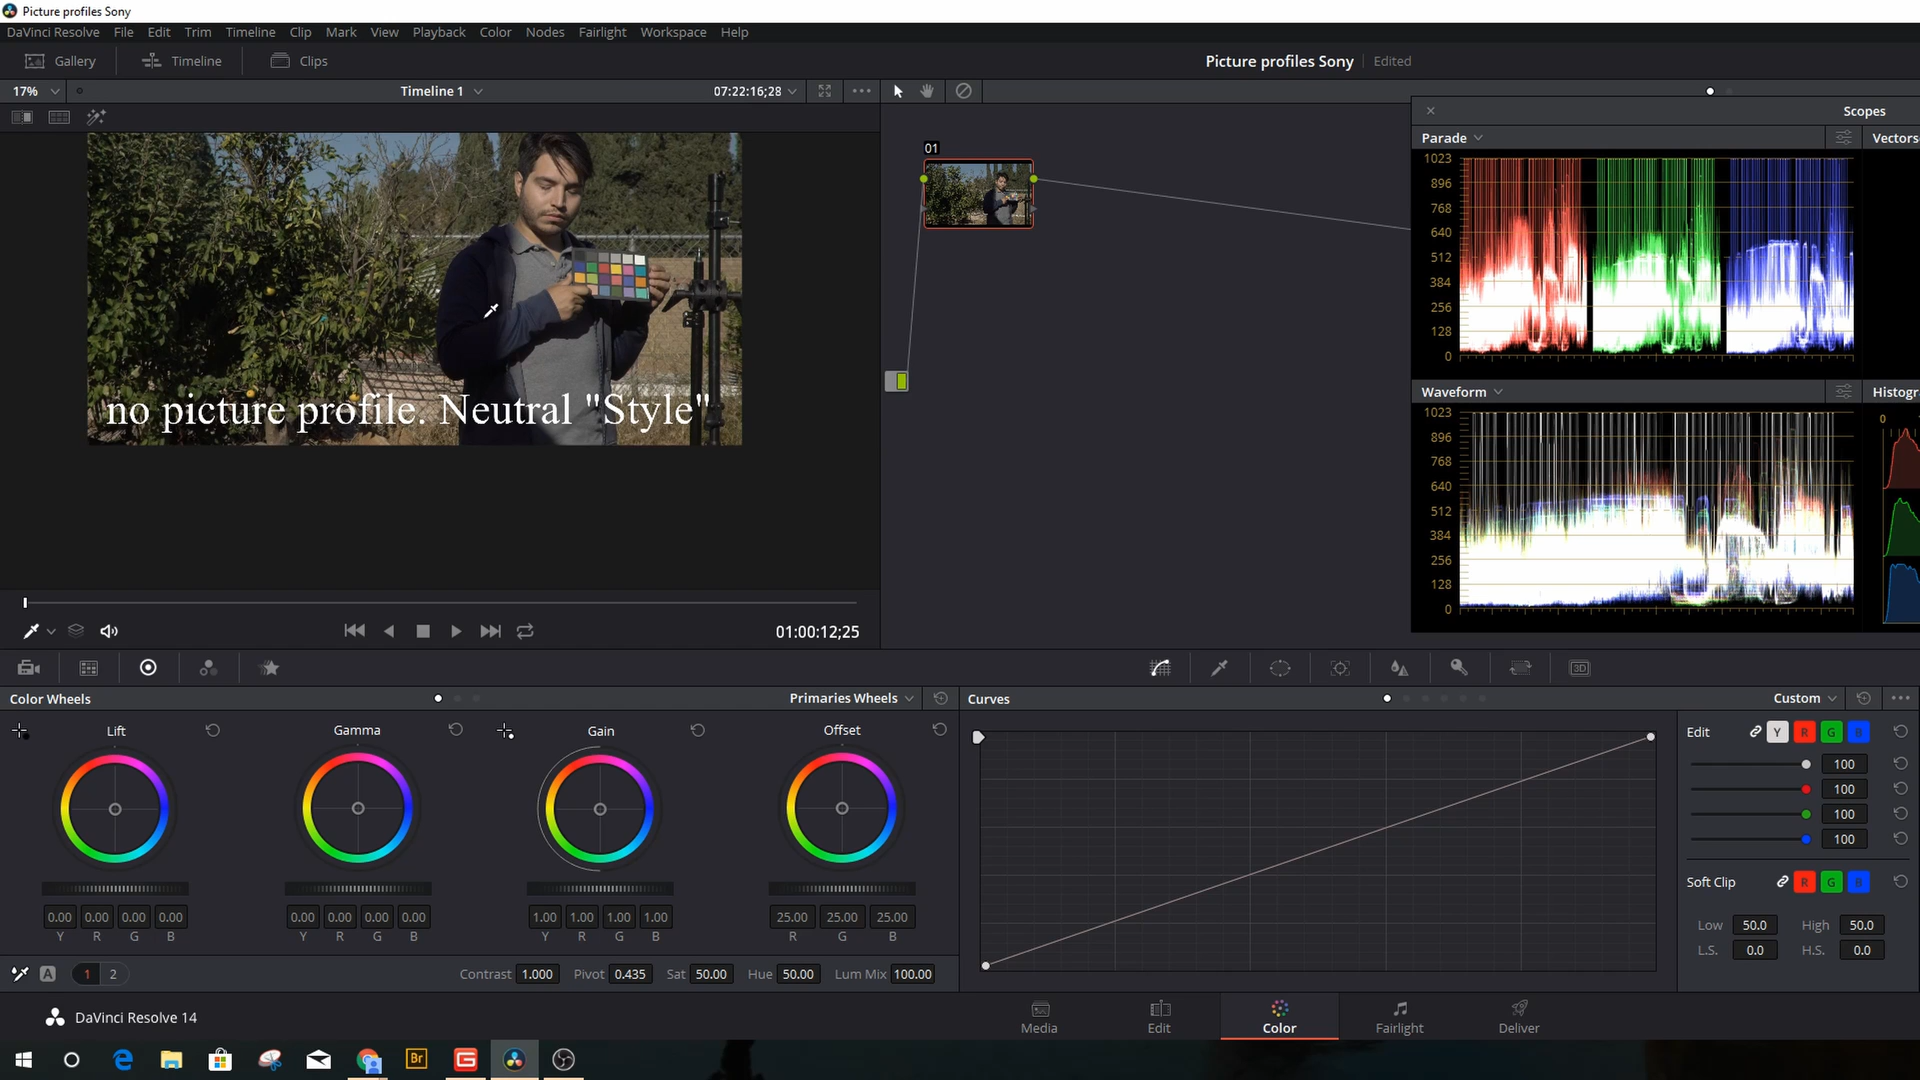 Picture profiles Sony
DaVinci Resolve File Edit Trim Timeline Clip Mark View Playback Color Nodes Fairlight Workspace Help
Gallery Timeline Clips
Picture profiles Sony Edited
17% Timeline 1 07:22:16;28
Scopes
Parade
Vectors
01
1023
896
768
640
512
384
256
128
0
no picture profile. Neutral "Style"
Waveform
Histogr
1023
896
768
640
512
384
256
128
0
0
01:00:12;25
Color Wheels
Primaries Wheels
Curves
Custom
Lift
Gamma
Gain
Offset
Edit Y R G B
100
100
100
100
Soft Clip R G B
Low 50.0 High 50.0
L.S. 0.0 H.S. 0.0
0.00 0.00 0.00 0.00
Y R G B
0.00 0.00 0.00 0.00
Y R G B
1.00 1.00 1.00 1.00
Y R G B
25.00 25.00 25.00
R G B
A 1 2
Contrast 1.000 Pivot 0.435 Sat 50.00 Hue 50.00 Lum Mix 100.00
DaVinci Resolve 14
Media Edit Color Fairlight Deliver
3D
Br
G